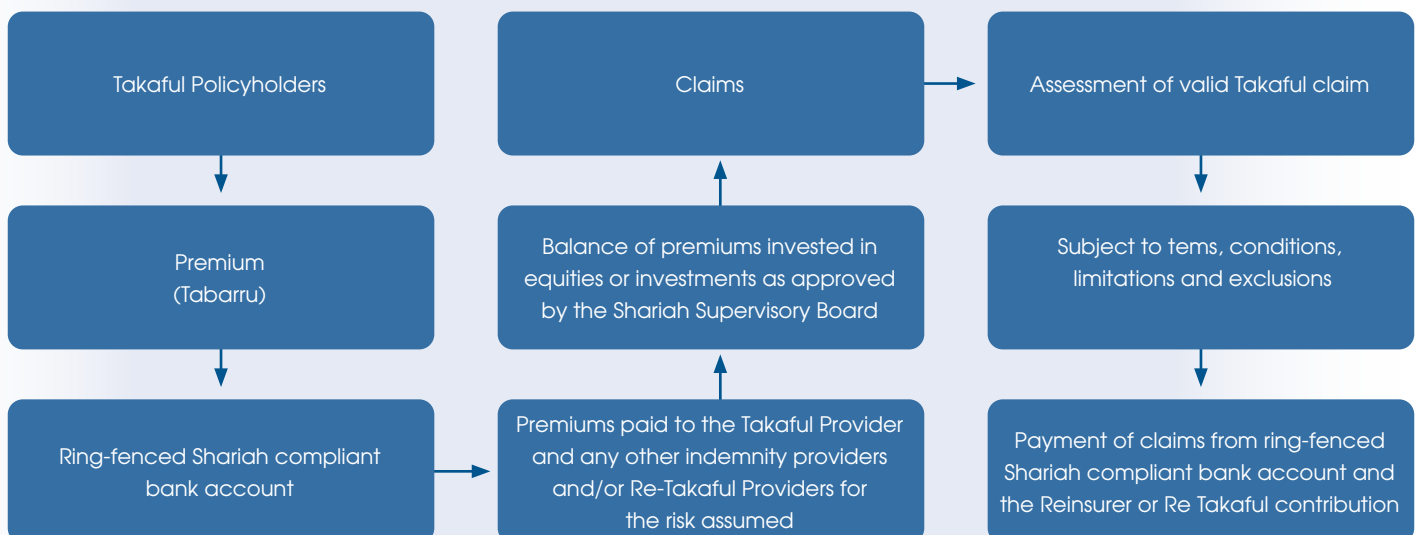 Takaful Policyholders
Premium
(Tabarru)
Ring-fenced Shariah compliant
bank account
Premiums paid to the Takaful Provider
and any other indemnity providers
and/or Re-Takaful Providers for
the risk assumed
Balance of premiums invested in
equities or investments as approved
by the Shariah Supervisory Board
Claims
Assessment of valid Takaful claim
Subject to tems, conditions,
limitations and exclusions
Payment of claims from ring-fenced
Shariah compliant bank account and
the Reinsurer or Re Takaful contribution